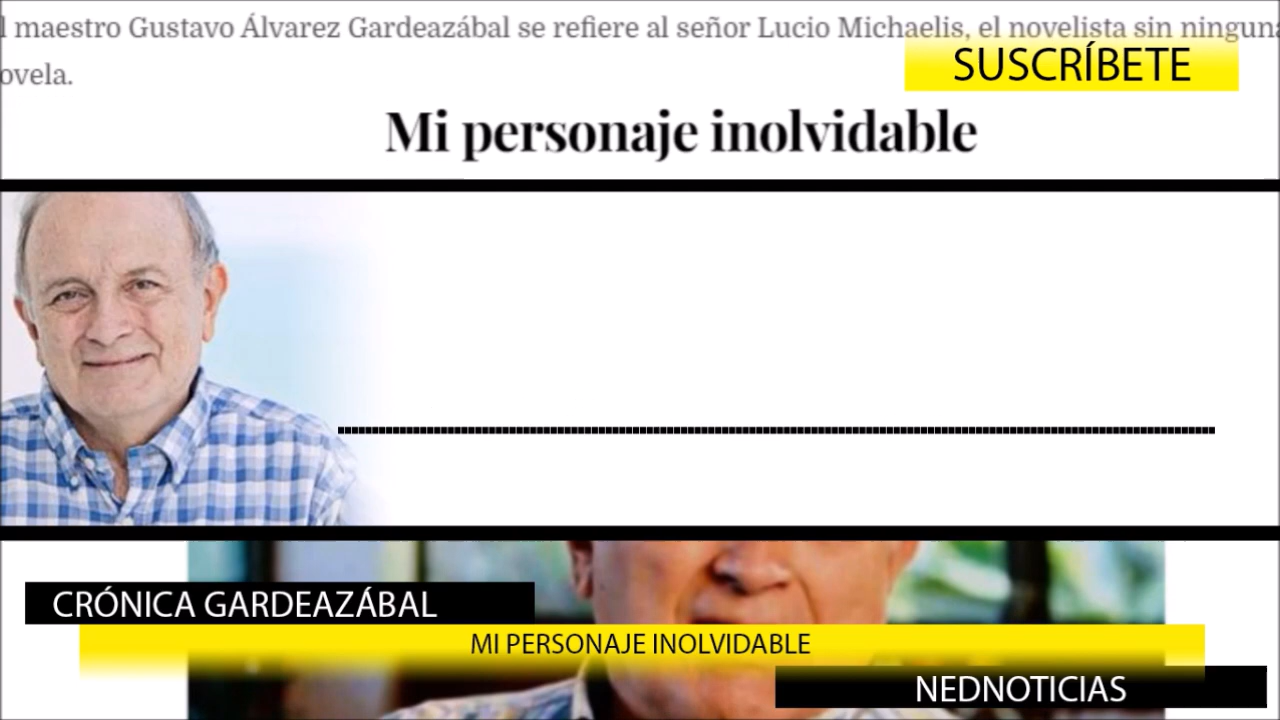 l maestro Gustavo Álvarez Gardeazábal se refiere al señor Lucio Michaelis, el novelista sin ninguna
ovela.
SUSCRÍBETE
Mi personaje inolvidable
CRÓNICA GARDEAZÁBAL
MI PERSONAJE INOLVIDABLE
NEDNOTICIAS